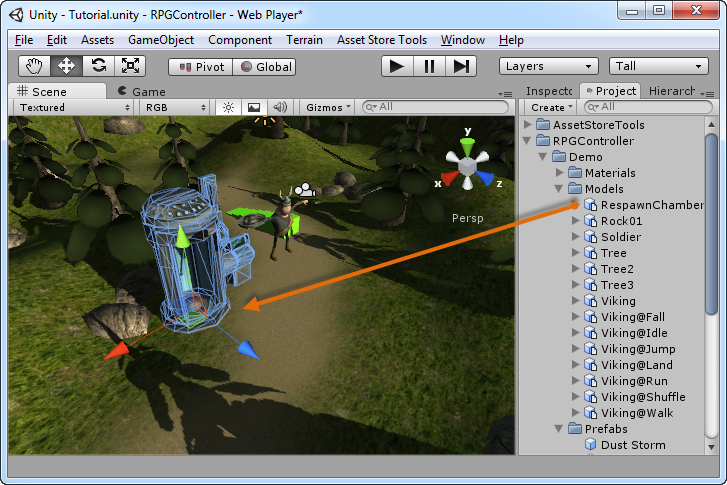 Unity - Tutorial.unity - RPGController - Web Player*
File Edit Assets GameObject Component Terrain Asset Store Tools Window Help
Pivot Global Layers Tall
Scene Game Inspecto Project Hierarch
Textured RGB Gizmos All Create All
AssetStoreTools
RPGController
Demo
Materials
Models
RespawnChamber
Rock01
Soldier
Tree
Tree2
Tree3
Viking
Viking@Fall
Viking@Idle
Viking@Jump
Viking@Land
Viking@Run
Viking@Shuffle
Viking@Walk
Prefabs
Dust Storm
y
x z
Persp